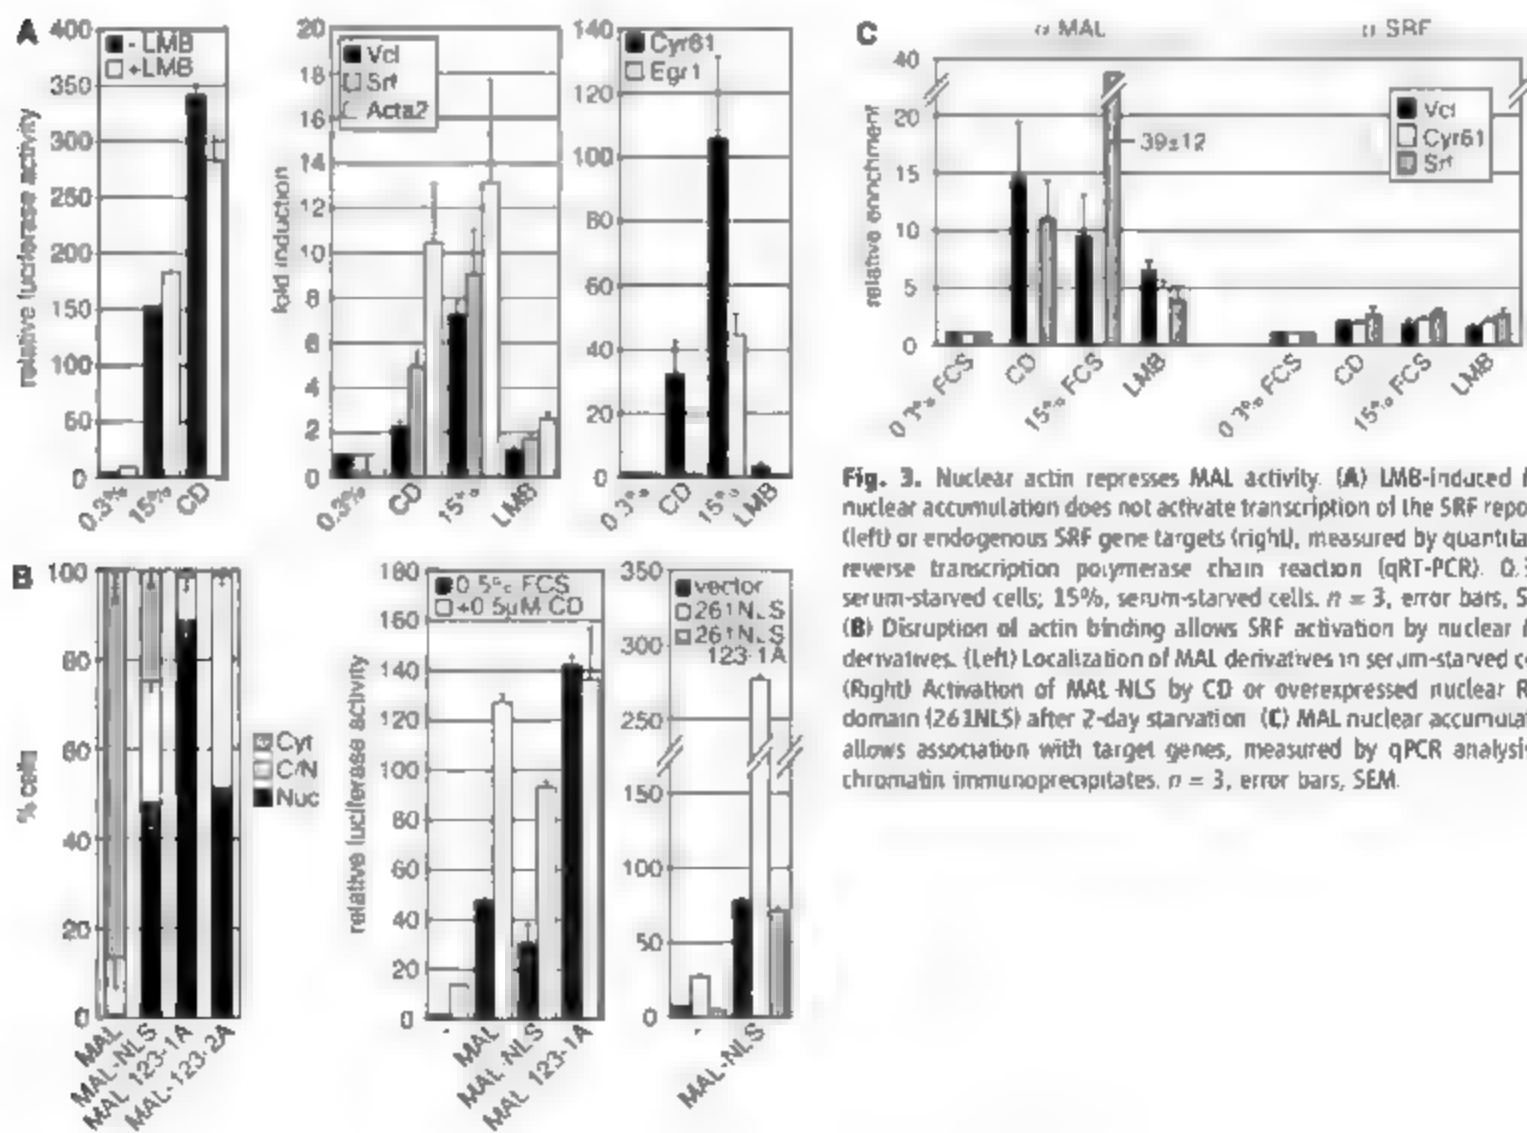 A
400
350
300
250
200
150
100
50
0
relative luciferase activity
- LMB
+LMB
0.3%
15%
CD
20
18
16
14
12
10
8
6
4
2
0
fold induction
Vcl
Srf
Acta2
0.3%
CD
15%
LMB
140
120
100
80
60
40
20
0
Cyr61
Egr1
0.3%
CD
15%
LMB
B
100
80
60
40
20
0
% cells
Cyt
C/N
Nuc
MAL
MAL-NLS
MAL 123-1A
MAL-123-2A
180
160
140
120
100
80
60
40
20
0
relative luciferase activity
0.5% FCS
+0.5μM CD
-
MAL
MAL-NLS
MAL 123-1A
350
300
250
150
100
50
0
vector
261NLS
261NLS
123-1A
-
MAL-NLS
C
α MAL
α SRF
40
20
15
10
5
0
relative enrichment
39±12
Vcl
Cyr61
Srf
0.3% FCS
CD
15% FCS
LMB
0.3% FCS
CD
15% FCS
LMB
Fig. 3. Nuclear actin represses MAL activity. (A) LMB-induced
nuclear accumulation does not activate transcription of the SRF repo
(left) or endogenous SRF gene targets (right), measured by quantita
reverse transcription polymerase chain reaction (qRT-PCR). 0.3
serum-starved cells; 15%, serum-starved cells. n = 3, error bars, S
(B) Disruption of actin binding allows SRF activation by nuclear
derivatives. (Left) Localization of MAL derivatives in serum-starved ce
(Right) Activation of MAL-NLS by CD or overexpressed nuclear R
domain (261NLS) after 2-day starvation. (C) MAL nuclear accumulat
allows association with target genes, measured by qPCR analysi
chromatin immunoprecipitates. n = 3, error bars, SEM.